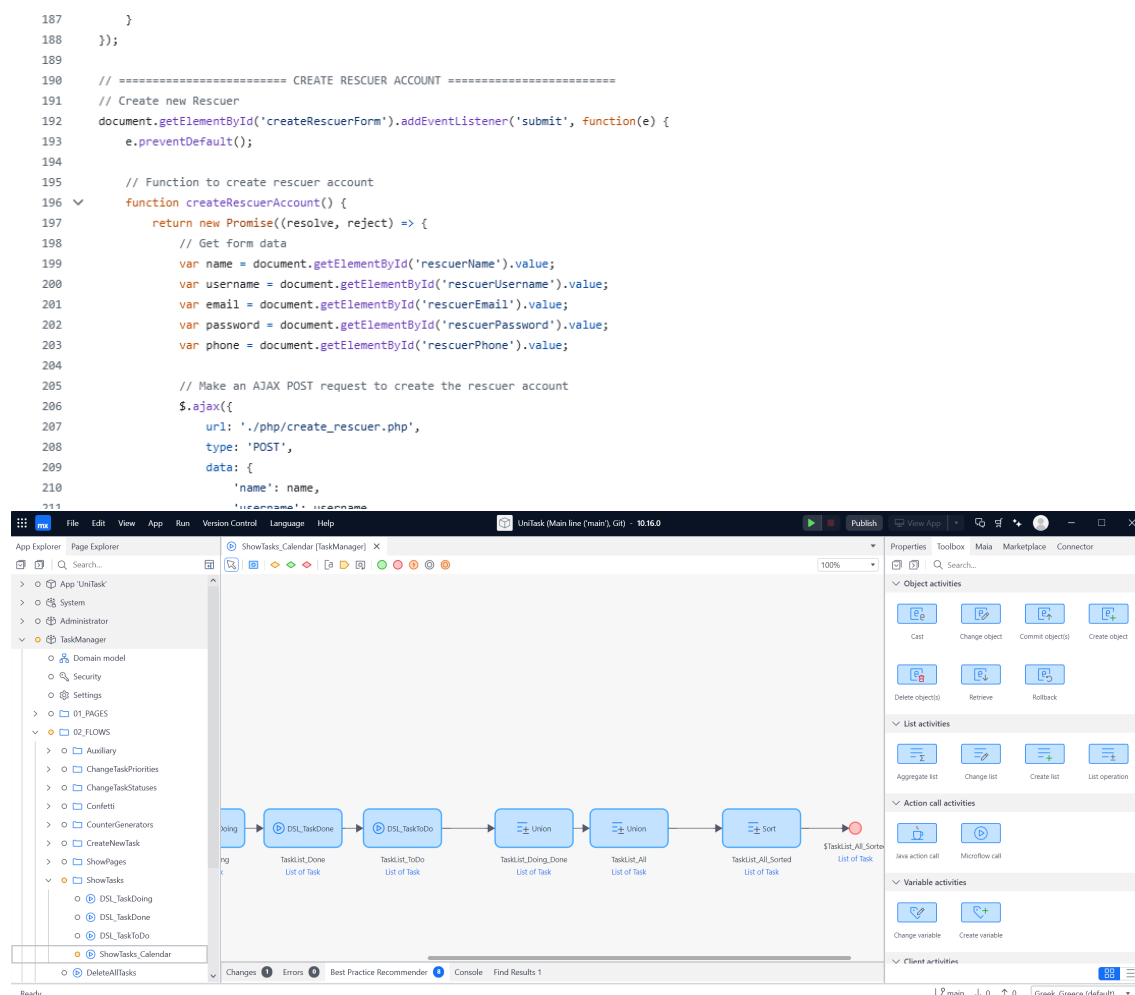 187 }
188 });
189
190 // ========================= CREATE RESCUER ACCOUNT =========================
191 // Create new Rescuer
192 document.getElementById('createRescuerForm').addEventListener('submit', function(e) {
193 e.preventDefault();
194
195 // Function to create rescuer account
196 function createRescuerAccount() {
197 return new Promise((resolve, reject) => {
198 // Get form data
199 var name = document.getElementById('rescuerName').value;
200 var username = document.getElementById('rescuerUsername').value;
201 var email = document.getElementById('rescuerEmail').value;
202 var password = document.getElementById('rescuerPassword').value;
203 var phone = document.getElementById('rescuerPhone').value;
204
205 // Make an AJAX POST request to create the rescuer account
206 $.ajax({
207 url: './php/create_rescuer.php',
208 type: 'POST',
209 data: {
210 'name': name,
211 'username': username
mx File Edit View App Run Version Control Language Help UniTask (Main line ('main'), Git) - 10.16.0 Publish View App
App Explorer Page Explorer ShowTasks_Calendar [TaskManager] Properties Toolbox Maia Marketplace Connector
Search... 100% Search...
App 'UniTask'
System
Administrator
TaskManager
Domain model
Security
Settings
01_PAGES
02_FLOWS
Auxiliary
ChangeTaskPriorities
ChangeTaskStatuses
Confetti
CounterGenerators
CreateNewTask
ShowPages
ShowTasks
DSL_TaskDoing
DSL_TaskDone
DSL_TaskToDo
ShowTasks_Calendar
DeleteAllTasks
DSL_TaskDone DSL_TaskToDo Union Union Sort
TaskList_Done TaskList_ToDo TaskList_Doing_Done TaskList_All TaskList_All_Sorted $TaskList_All_Sorte
List of Task List of Task List of Task List of Task List of Task List of Task
Object activities
Cast Change object Commit object(s) Create object
Delete object(s) Retrieve Rollback
List activities
Aggregate list Change list Create list List operation
Action call activities
Java action call Microflow call
Variable activities
Change variable Create variable
Client activities
Changes 1 Errors 0 Best Practice Recommender 8 Console Find Results 1
Ready main 0 0 Greek, Greece (default)